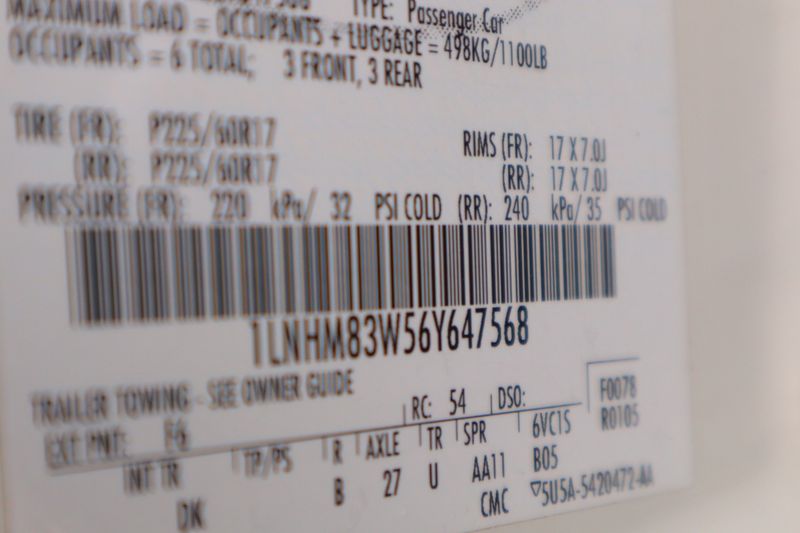 TYPE: Passenger Car
MAXIMUM LOAD = OCCUPANTS + LUGGAGE = 498KG/1100LB
OCCUPANTS = 6 TOTAL; 3 FRONT, 3 REAR
TIRE (FR): P225/60R17 RIMS (FR): 17 X 7.0J
(RR): P225/60R17 (RR): 17 X 7.0J
PRESSURE (FR): 220 kPa/ 32 PSI COLD (RR): 240 kPa/ 35 PSI COLD
1LNHM83W56Y647568
TRAILER TOWING - SEE OWNER GUIDE
EXT PNT: F6 RC: 54 DSO: F0078
R0105
INT TR TP/PS R AXLE TR SPR 6VC1S
DK B 27 U AA11 B05
CMC ▽5U5A-5420472-AA